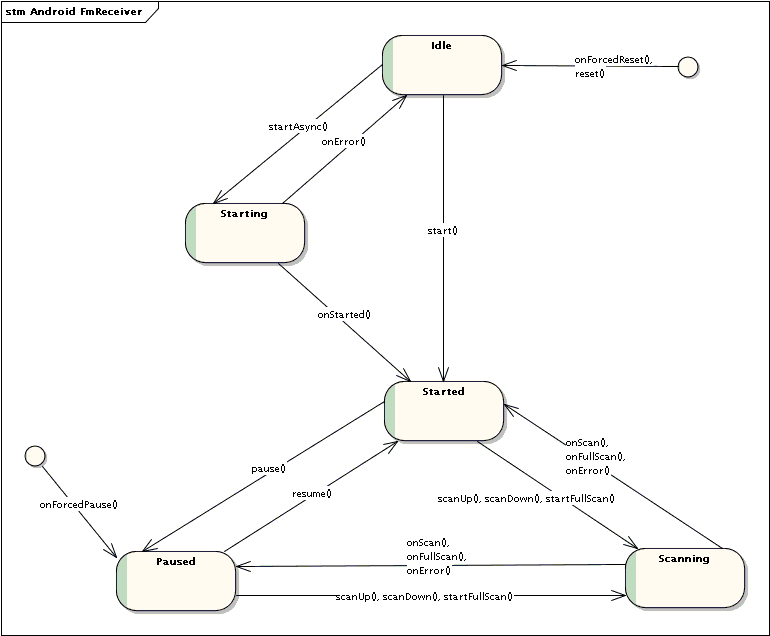 stm Android FmReceiver
Idle
onForcedReset(),
reset()
startAsync()
onError()
Starting
start()
onStarted()
Started
onScan(),
onFullScan(),
onError()
pause()
resume()
scanUp(), scanDown(), startFullScan()
onForcedPause()
onScan(),
onFullScan(),
onError()
Paused
Scanning
scanUp(), scanDown(), startFullScan()